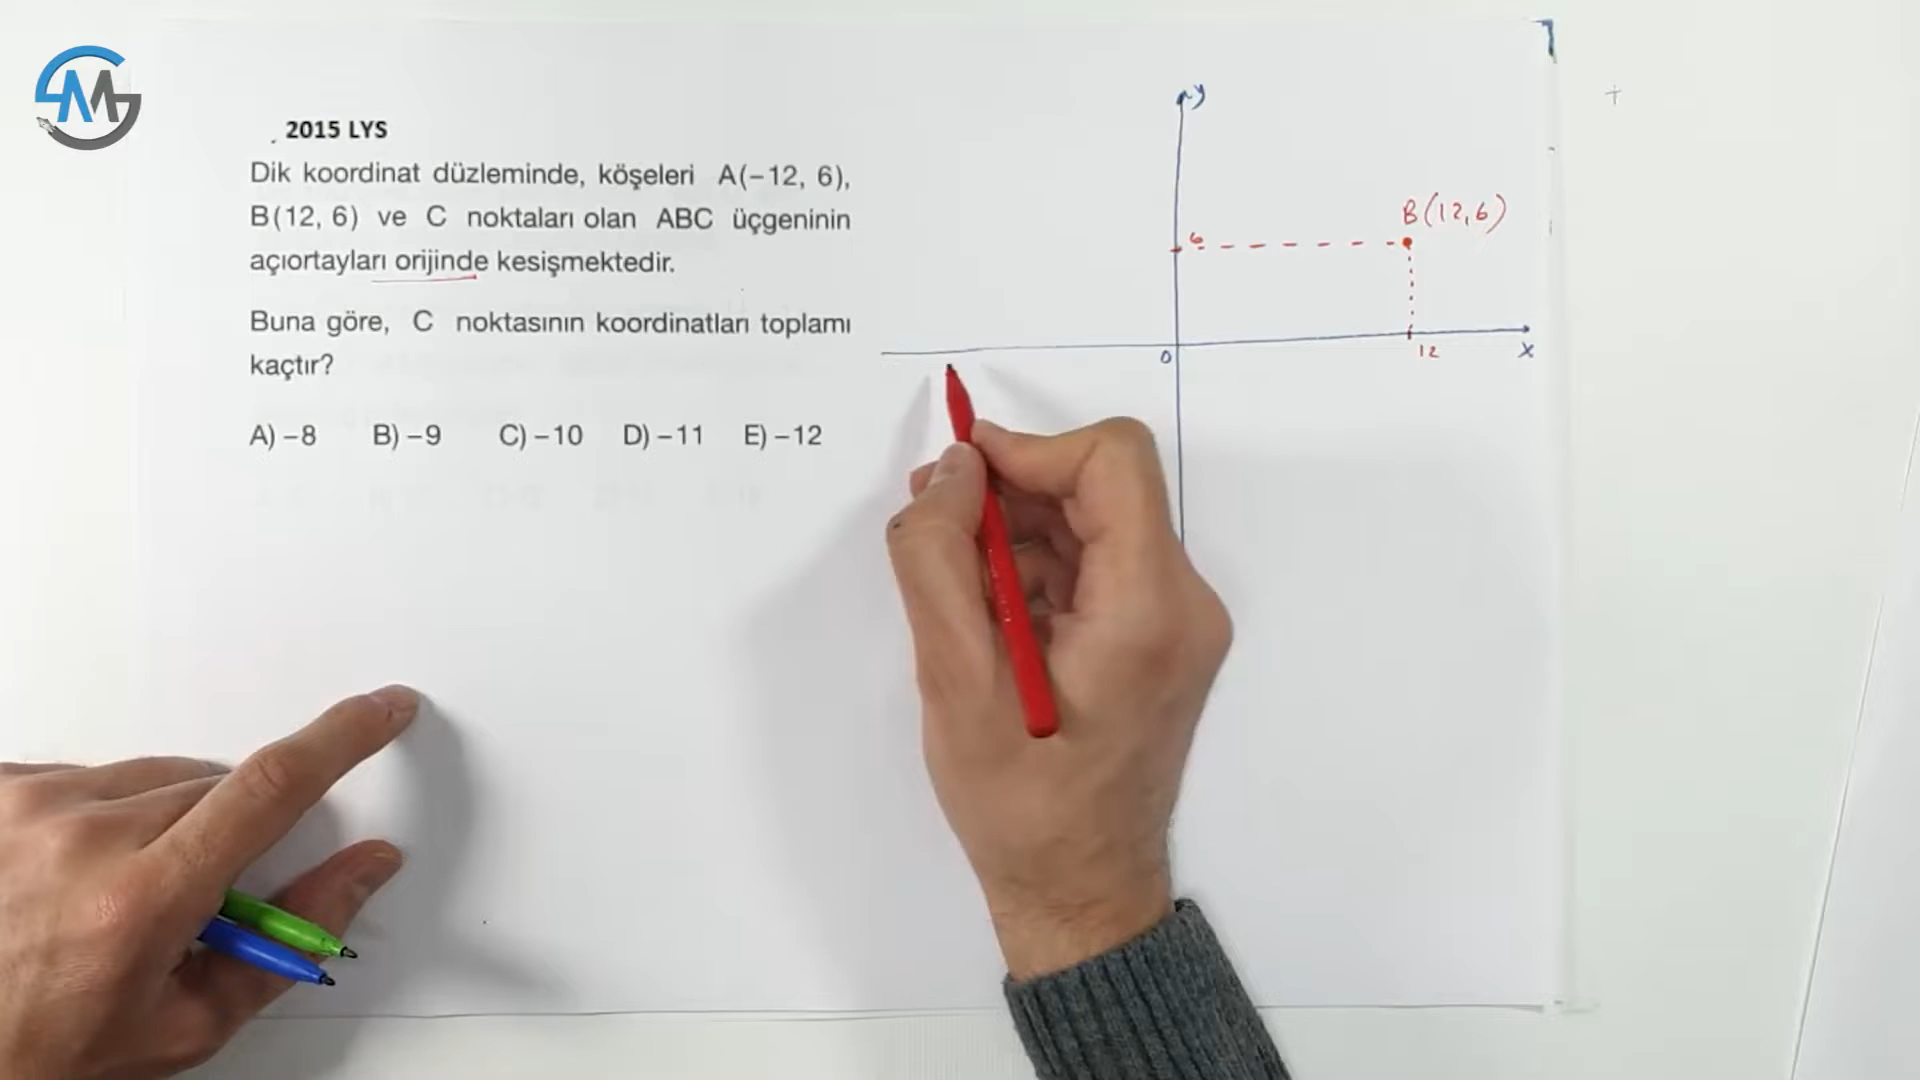 2015 LYS
Dik koordinat düzleminde, köşeleri A(−12, 6),
B(12, 6) ve C noktaları olan ABC üçgeninin
açıortayları orijinde kesişmektedir.
Buna göre, C noktasının koordinatları toplamı
kaçtır?
A) −8 B) −9 C) −10 D) −11 E) −12
y
B(12,6)
6
0
12
x